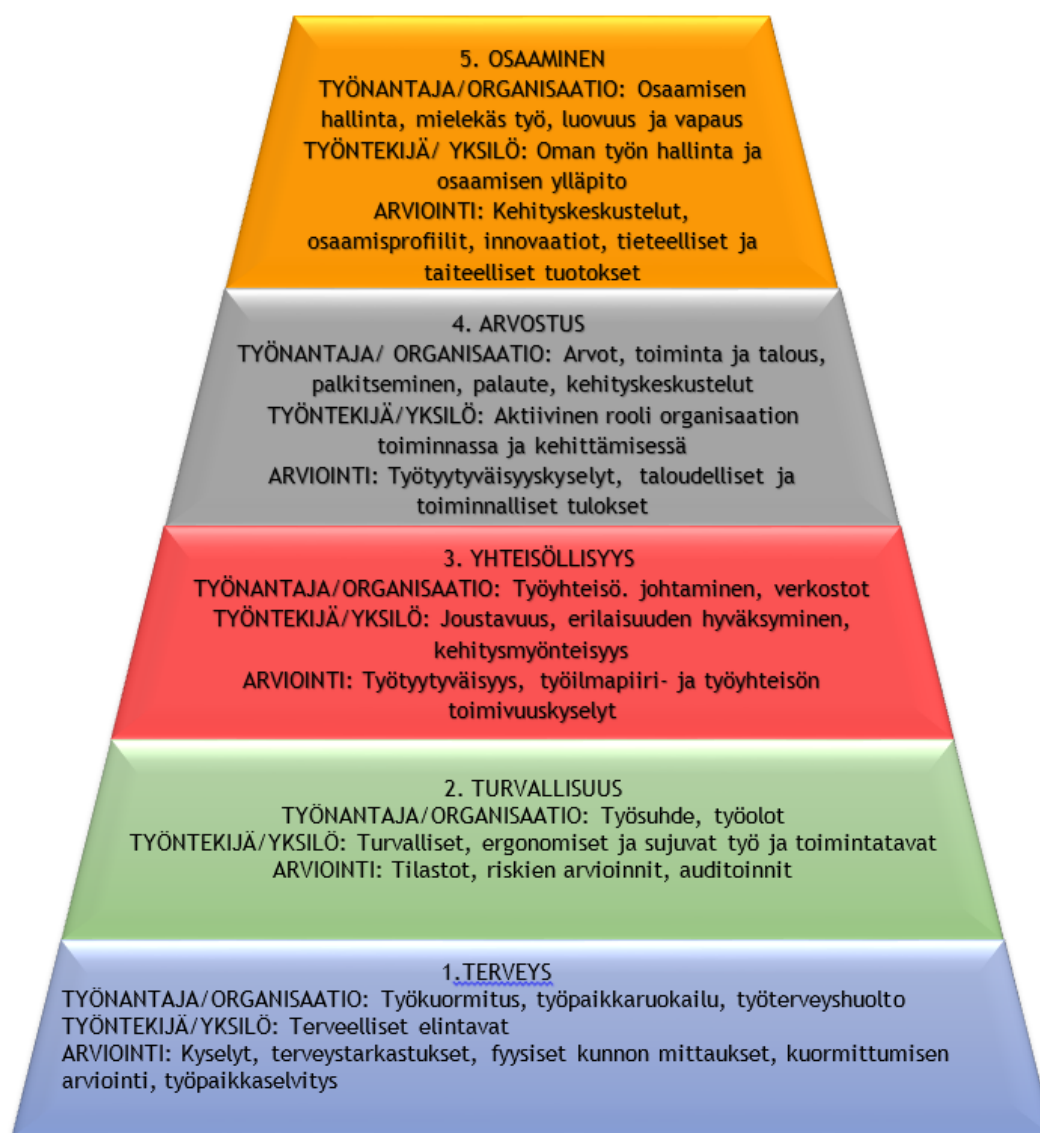 5. OSAAMINEN
TYÖNANTAJA/ORGANISAATIO: Osaamisen
hallinta, mielekäs työ, luovuus ja vapaus
TYÖNTEKIJÄ/ YKSILÖ: Oman työn hallinta ja
osaamisen ylläpito
ARVIOINTI: Kehityskeskustelut,
osaamisprofiilit, innovaatiot, tieteelliset ja
taiteelliset tuotokset
4. ARVOSTUS
TYÖNANTAJA/ ORGANISAATIO: Arvot, toiminta ja talous,
palkitseminen, palaute, kehityskeskustelut
TYÖNTEKIJÄ/YKSILÖ: Aktiivinen rooli organisaation
toiminnassa ja kehittämisessä
ARVIOINTI: Työtyytyväisyyskyselyt, taloudelliset ja
toiminnalliset tulokset
3. YHTEISÖLLISYYS
TYÖNANTAJA/ORGANISAATIO: Työyhteisö. johtaminen, verkostot
TYÖNTEKIJÄ/YKSILÖ: Joustavuus, erilaisuuden hyväksyminen,
kehitysmyönteisyys
ARVIOINTI: Työtyytyväisyys, työilmapiiri- ja työyhteisön
toimivuuskyselyt
2. TURVALLISUUS
TYÖNANTAJA/ORGANISAATIO: Työsuhde, työolot
TYÖNTEKIJÄ/YKSILÖ: Turvalliset, ergonomiset ja sujuvat työ ja toimintatavat
ARVIOINTI: Tilastot, riskien arvioinnit, auditoinnit
1.TERVEYS
TYÖNANTAJA/ORGANISAATIO: Työkuormitus, työpaikkaruokailu, työterveyshuolto
TYÖNTEKIJÄ/YKSILÖ: Terveelliset elintavat
ARVIOINTI: Kyselyt, terveystarkastukset, fyysiset kunnon mittaukset, kuormittumisen
arviointi, työpaikkaselvitys